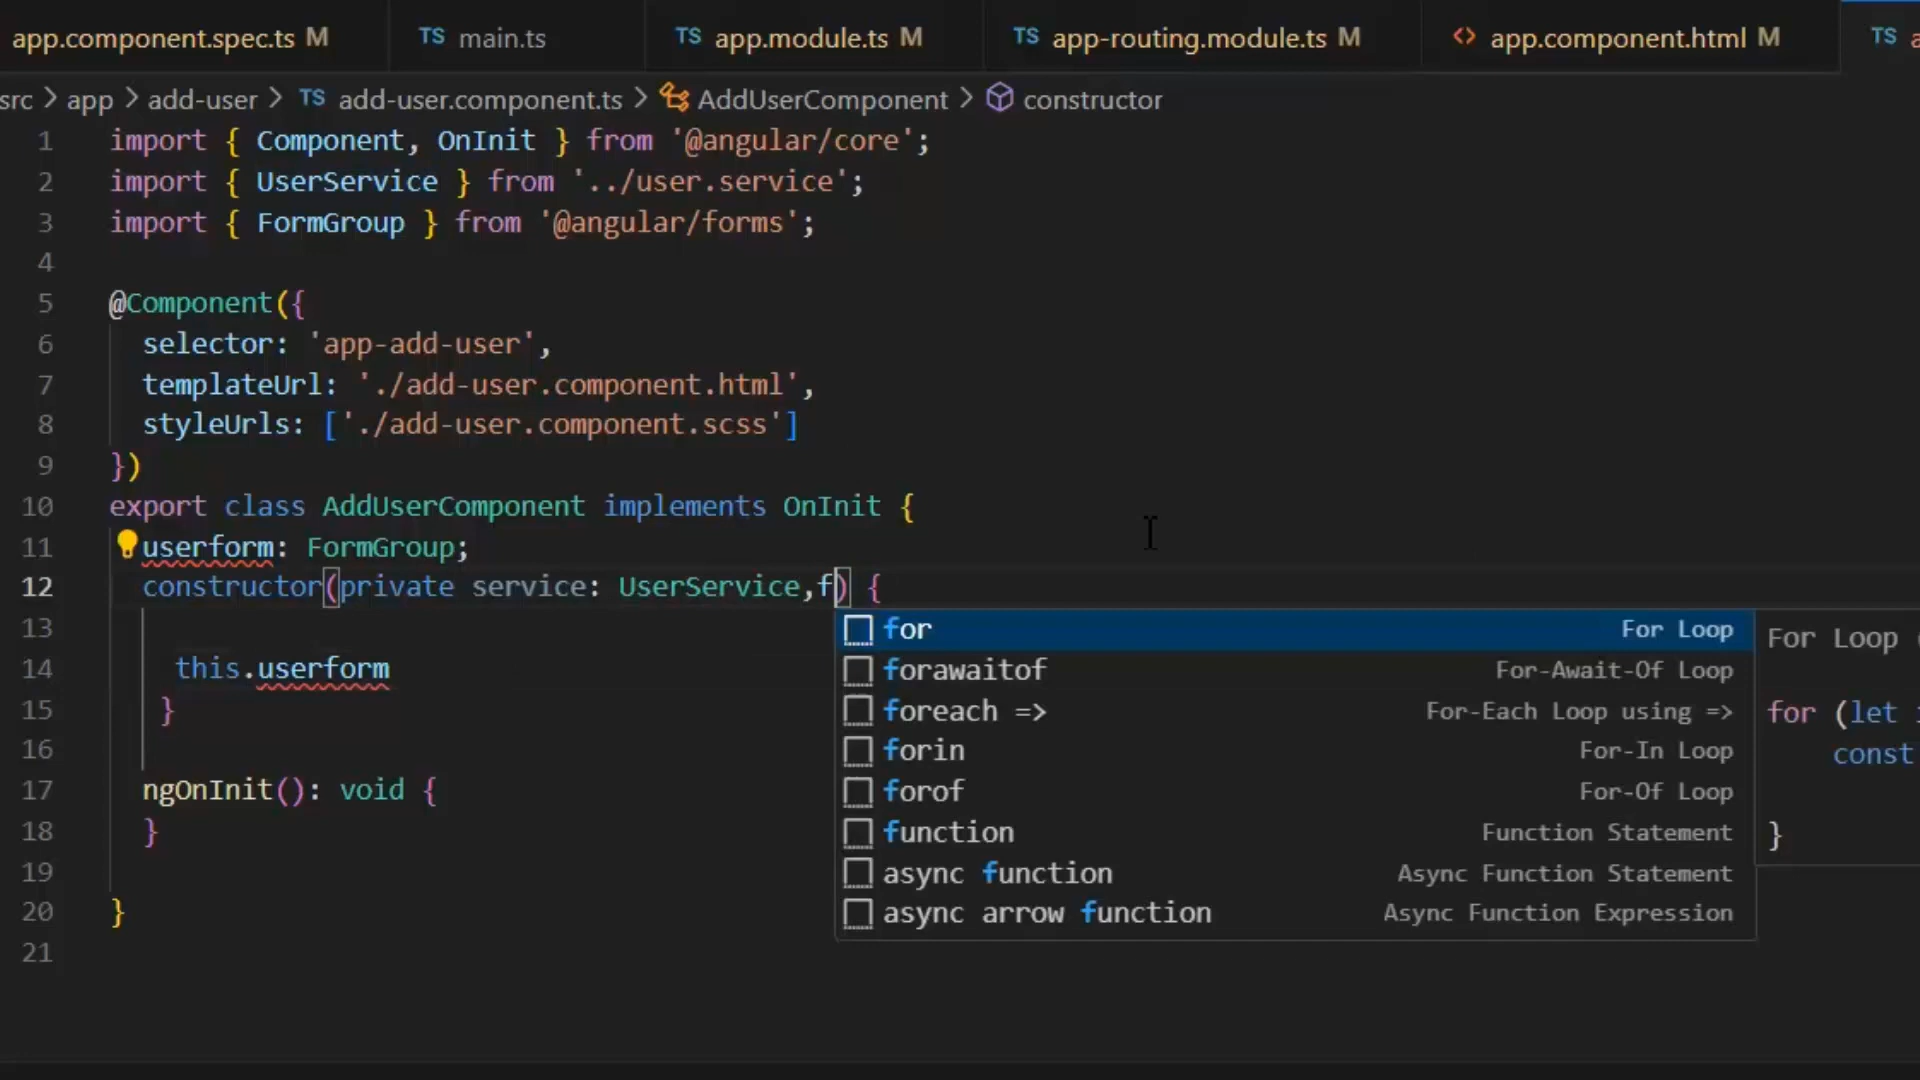 app.component.spec.ts M TS main.ts TS app.module.ts M TS app-routing.module.ts M <> app.component.html M TS
src > app > add-user > TS add-user.component.ts > AddUserComponent > constructor
1 import { Component, OnInit } from '@angular/core';
2 import { UserService } from '../user.service';
3 import { FormGroup } from '@angular/forms';
4
5 @Component({
6 selector: 'app-add-user',
7 templateUrl: './add-user.component.html',
8 styleUrls: ['./add-user.component.scss']
9 })
10 export class AddUserComponent implements OnInit {
11 userform: FormGroup;
12 constructor(private service: UserService,f) {
13
14 this.userform
15 }
16
17 ngOnInit(): void {
18 }
19
20 }
21
for For Loop
forawaitof For-Await-Of Loop
foreach => For-Each Loop using =>
forin For-In Loop
forof For-Of Loop
function Function Statement
async function Async Function Statement
async arrow function Async Function Expression
For Loop
for (let
const
}